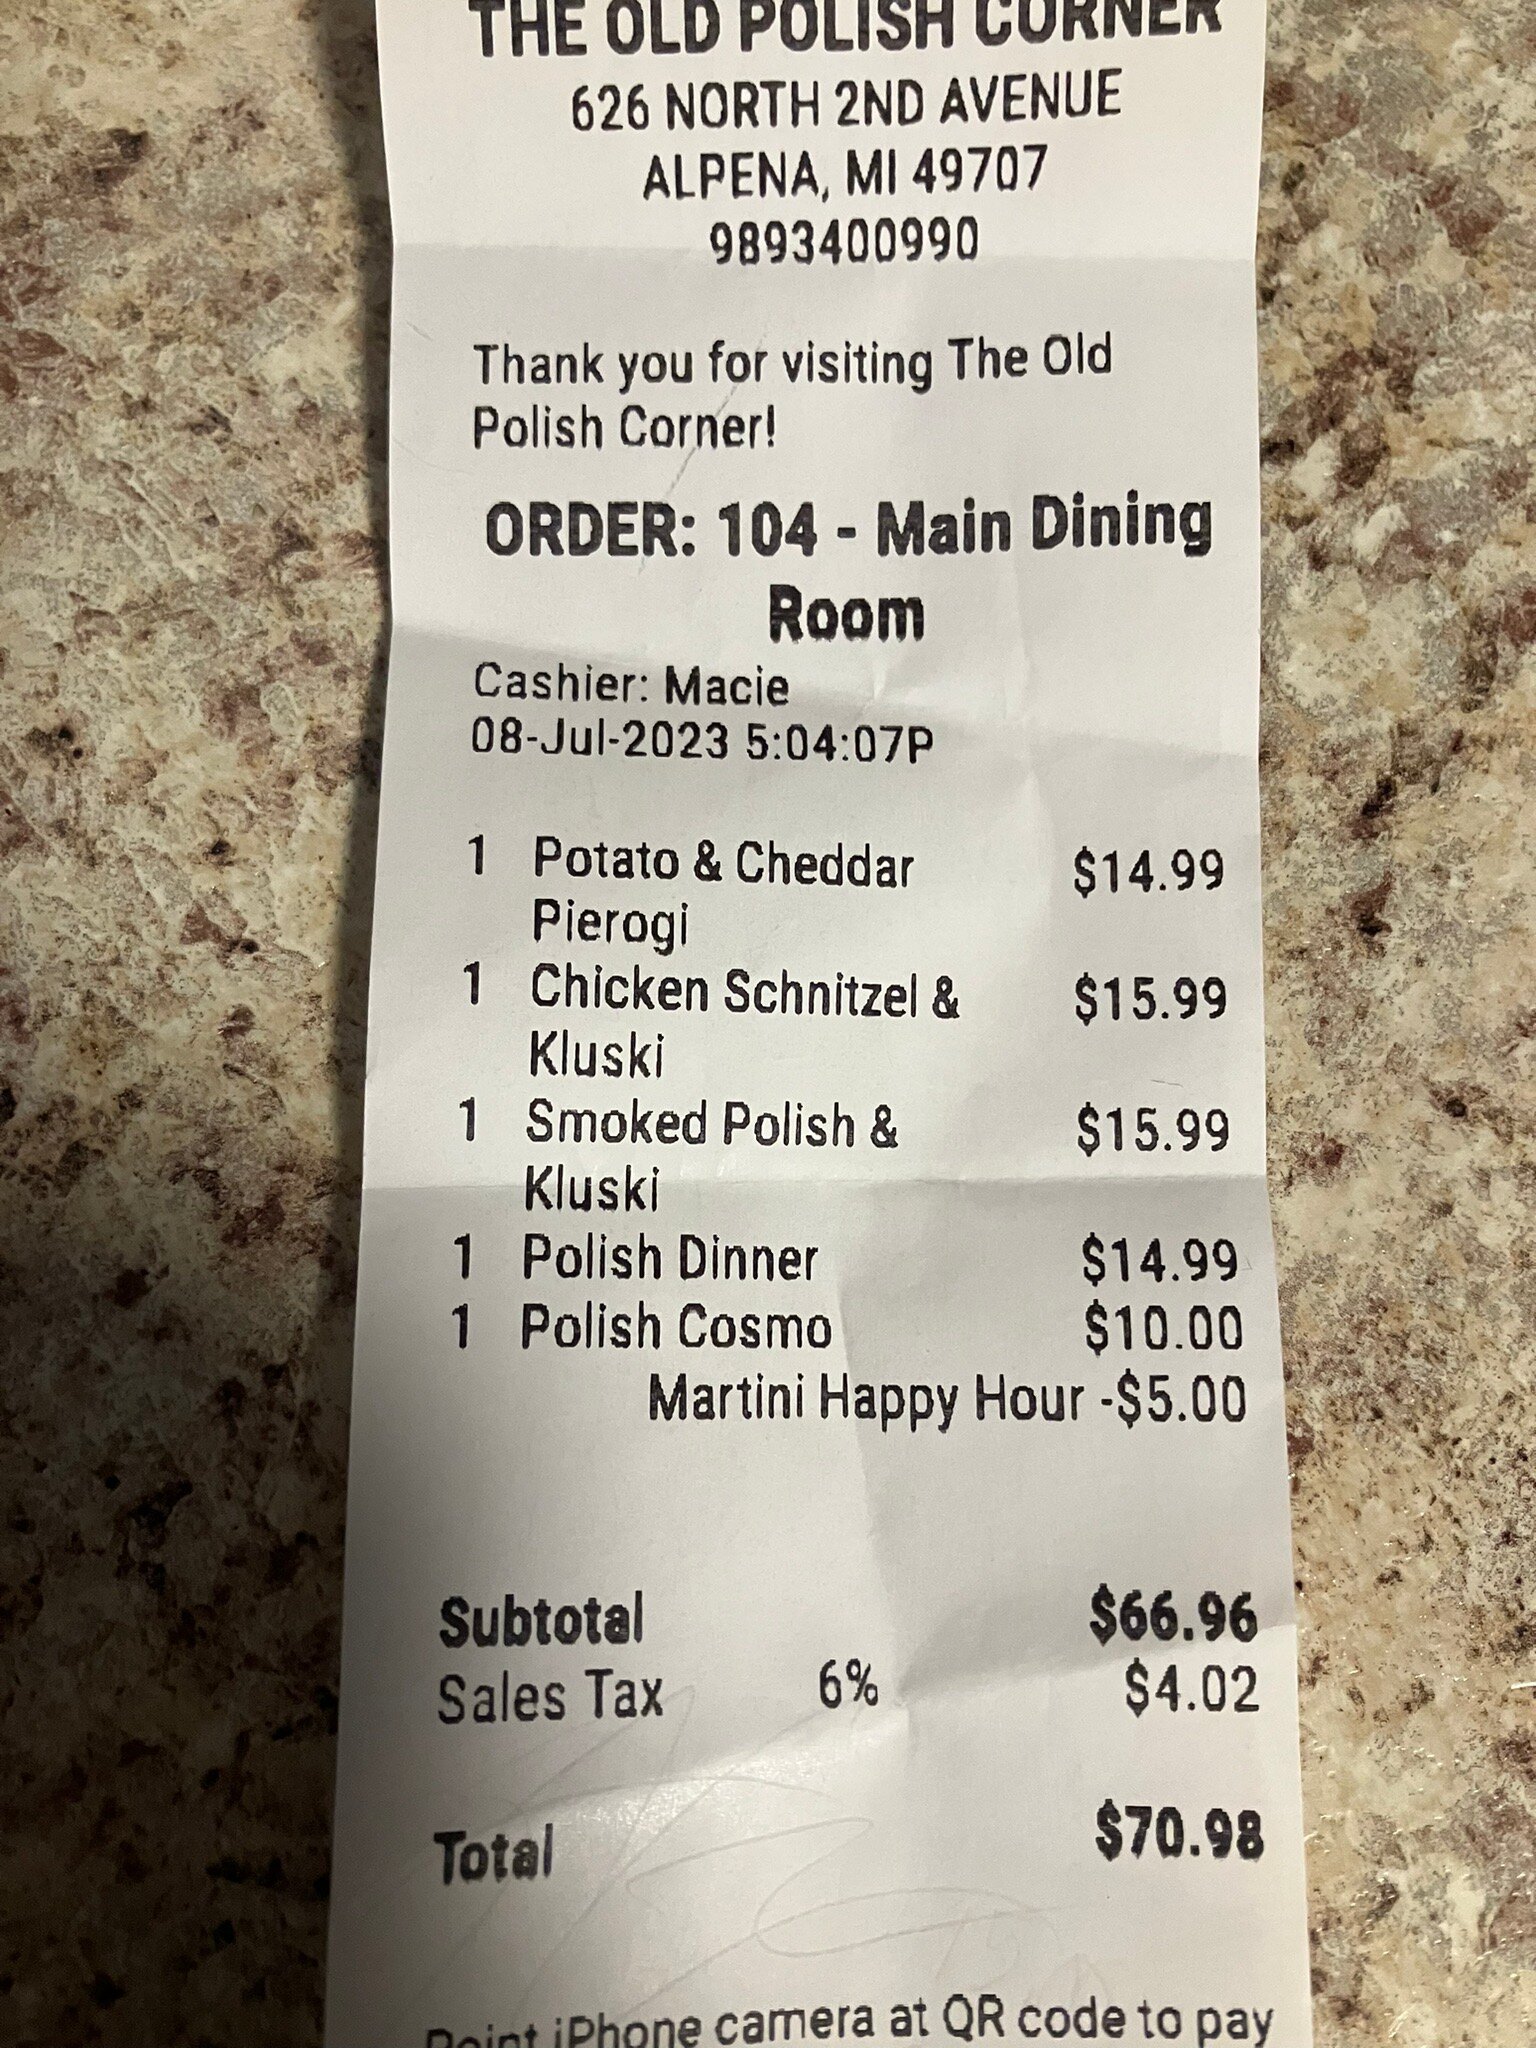 THE OLD POLISH CORNER
626 NORTH 2ND AVENUE
ALPENA, MI 49707
9893400990
Thank you for visiting The Old
Polish Corner!
ORDER: 104 - Main Dining
Room
Cashier: Macie
08-Jul-2023 5:04:07P
1 Potato & Cheddar $14.99
Pierogi
1 Chicken Schnitzel & $15.99
Kluski
1 Smoked Polish & $15.99
Kluski
1 Polish Dinner $14.99
1 Polish Cosmo $10.00
Martini Happy Hour -$5.00
Subtotal $66.96
Sales Tax 6% $4.02
Total $70.98
Point iPhone camera at QR code to pay